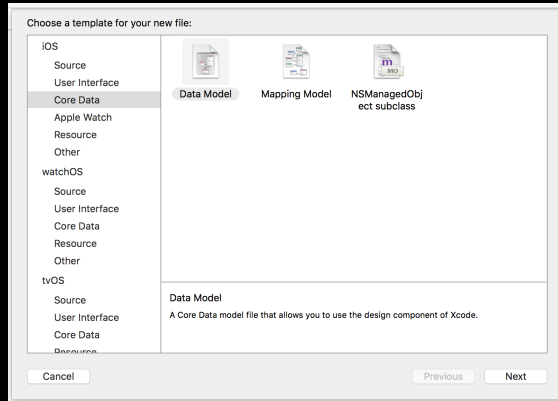 Choose a template for your new file:
iOS
Source
User Interface
Core Data
Apple Watch
Resource
Other
watchOS
Source
User Interface
Core Data
Resource
Other
tvOS
Source
User Interface
Core Data
Resource
Data Model
Mapping Model
MO
NSManagedObj
ect subclass
Data Model
A Core Data model file that allows you to use the design component of Xcode.
Cancel
Previous
Next